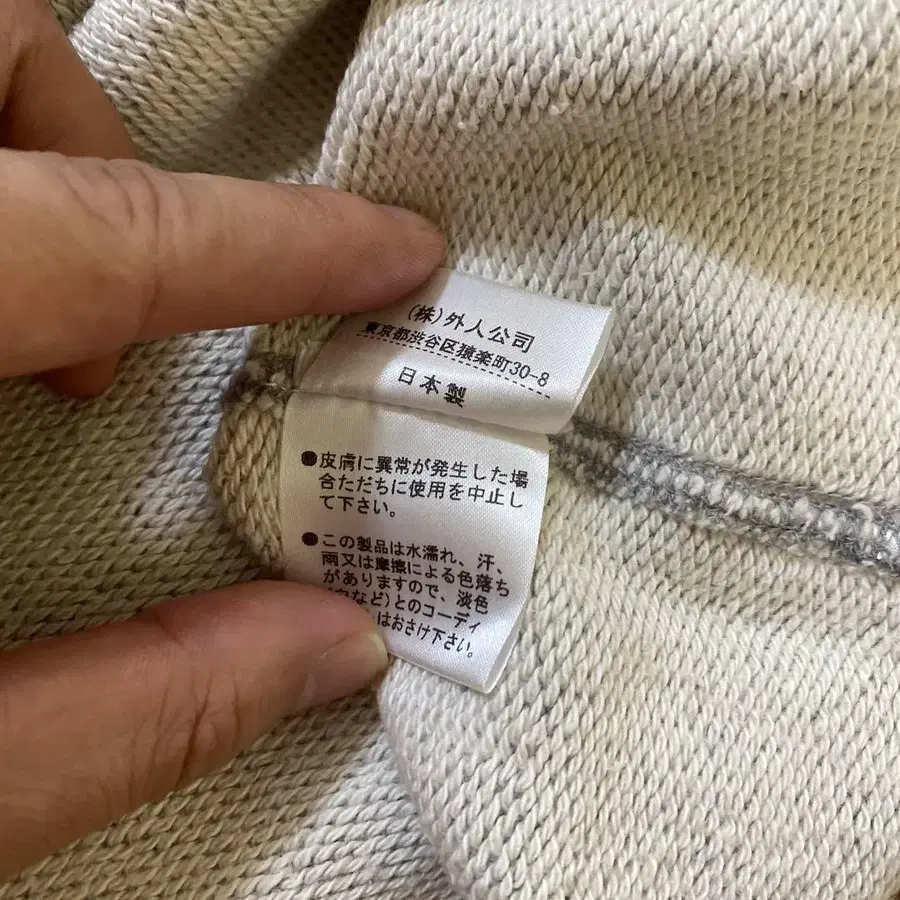 (株)外人公司
東京都渋谷区猿楽町30-8
日本製
●皮膚に異常が発生した場
合ただちに使用を中止し
て下さい。
●この製品は水濡れ、汗、
雨又は摩擦による色落ち
がありますので、淡色
など)とのコーディ
はおさけ下さい。